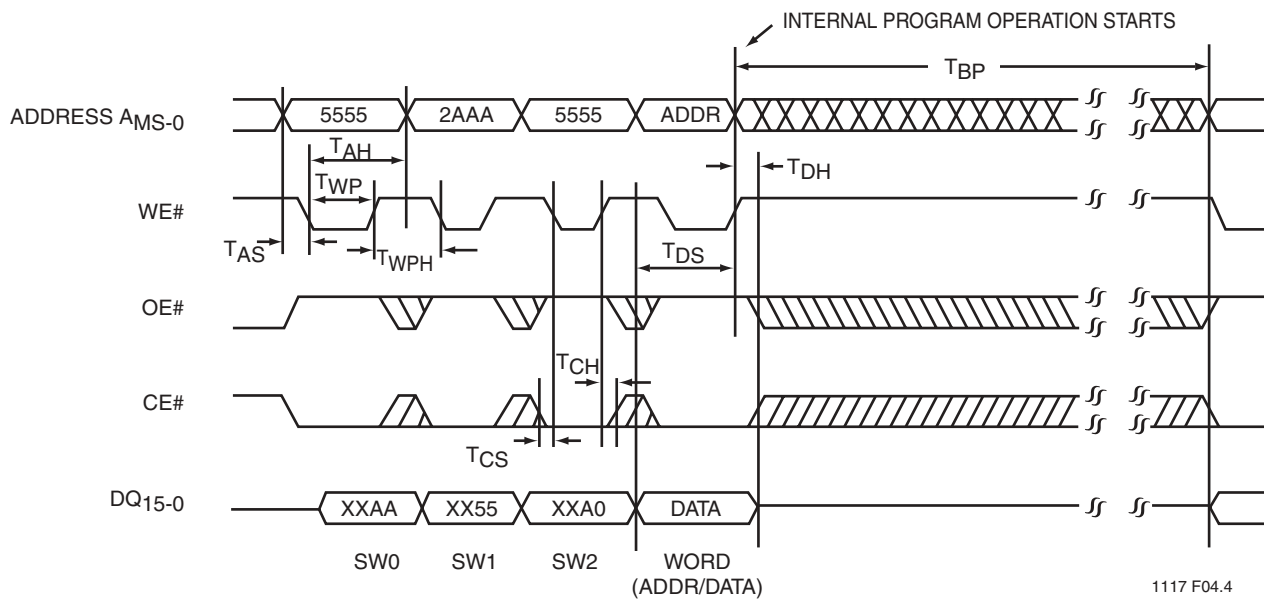 INTERNAL PROGRAM OPERATION STARTS
TBP
ADDRESS AMS-0
5555
2AAA
5555
ADDR
TAH
TDH
TWP
WE#
TAS
TWPH
TDS
OE#
TCH
CE#
TCS
DQ15-0
XXAA
XX55
XXA0
DATA
SW0
SW1
SW2
WORD
(ADDR/DATA)
1117 F04.4